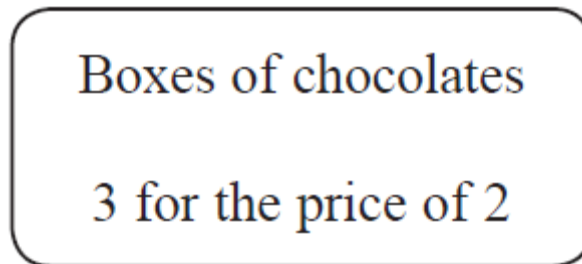 Boxes of chocolates
3 for the price of 2